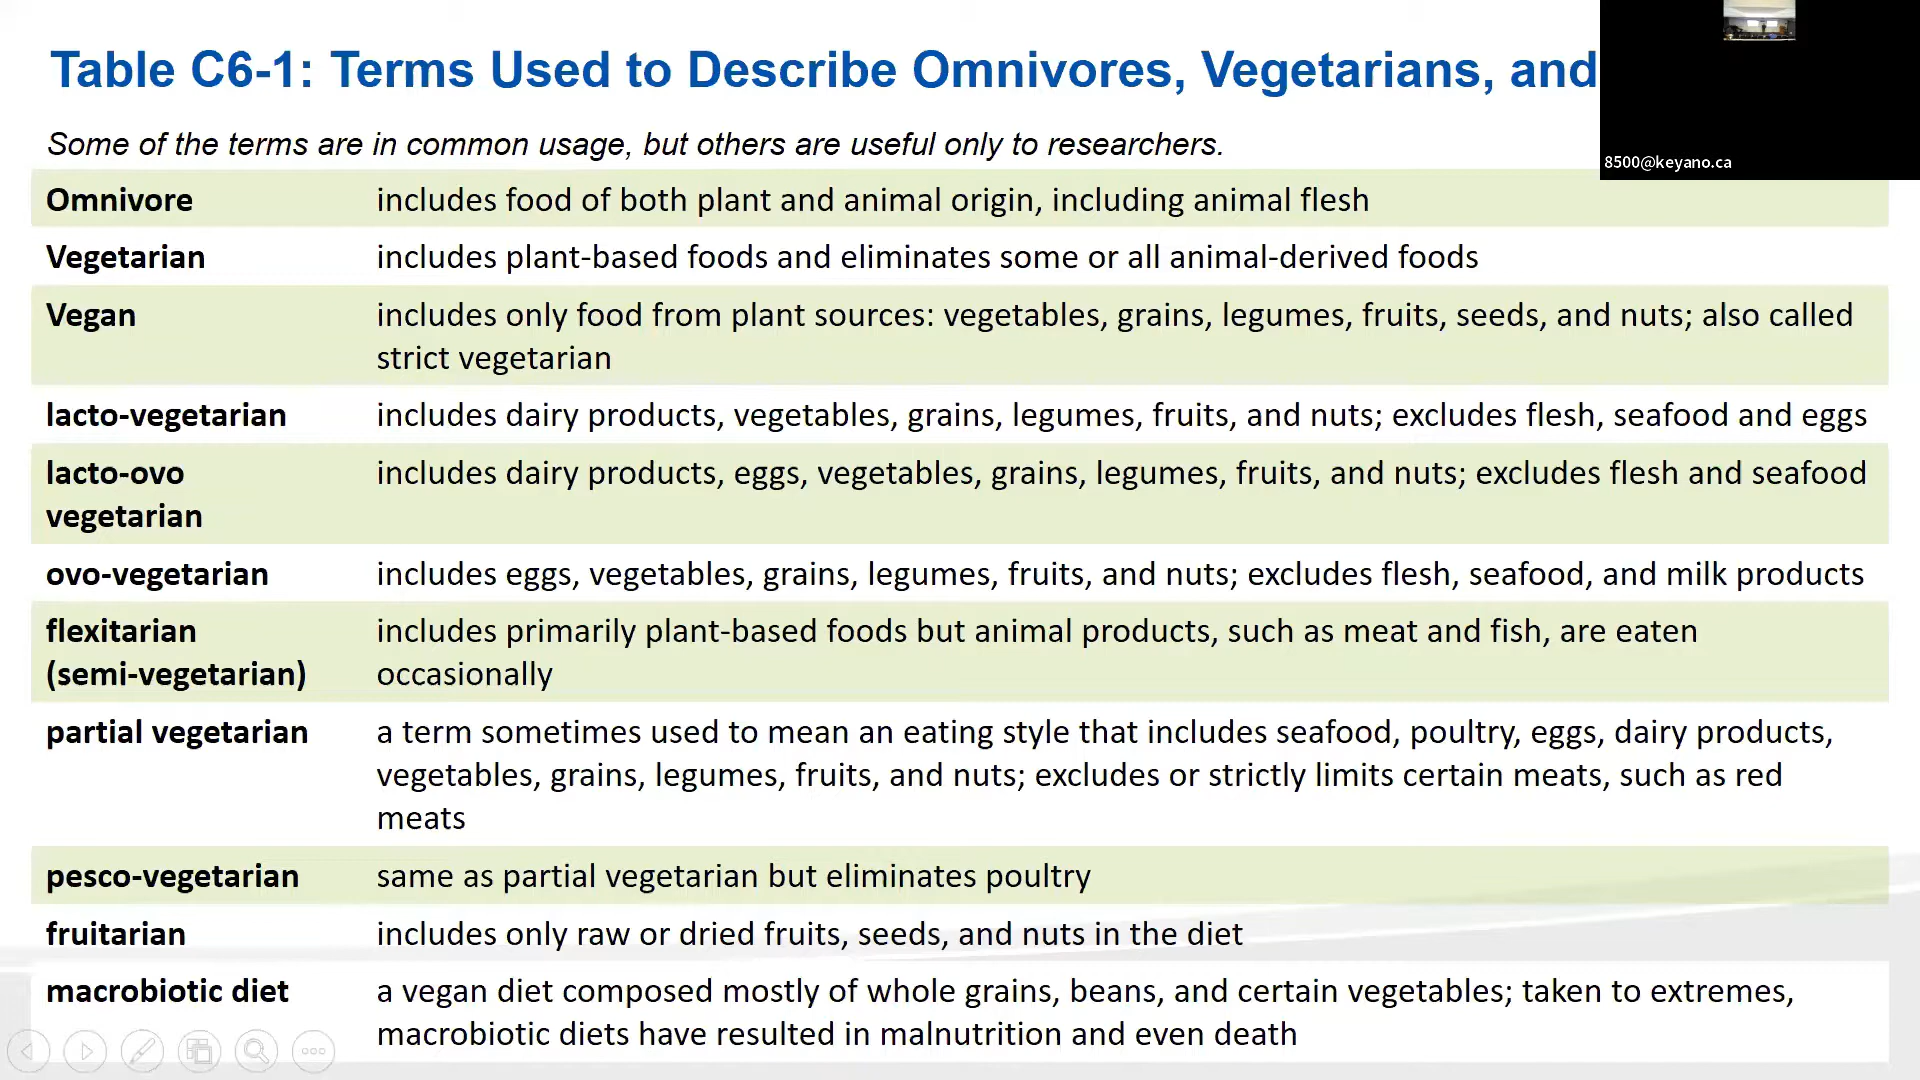 Table C6-1: Terms Used to Describe Omnivores, Vegetarians, and
8500@keyano.ca
Some of the terms are in common usage, but others are useful only to researchers.
Omnivore includes food of both plant and animal origin, including animal flesh
Vegetarian includes plant-based foods and eliminates some or all animal-derived foods
Vegan includes only food from plant sources: vegetables, grains, legumes, fruits, seeds, and nuts; also called
strict vegetarian
lacto-vegetarian includes dairy products, vegetables, grains, legumes, fruits, and nuts; excludes flesh, seafood and eggs
lacto-ovo includes dairy products, eggs, vegetables, grains, legumes, fruits, and nuts; excludes flesh and seafood
vegetarian
ovo-vegetarian includes eggs, vegetables, grains, legumes, fruits, and nuts; excludes flesh, seafood, and milk products
flexitarian includes primarily plant-based foods but animal products, such as meat and fish, are eaten
(semi-vegetarian) occasionally
partial vegetarian a term sometimes used to mean an eating style that includes seafood, poultry, eggs, dairy products,
vegetables, grains, legumes, fruits, and nuts; excludes or strictly limits certain meats, such as red
meats
pesco-vegetarian same as partial vegetarian but eliminates poultry
fruitarian includes only raw or dried fruits, seeds, and nuts in the diet
macrobiotic diet a vegan diet composed mostly of whole grains, beans, and certain vegetables; taken to extremes,
macrobiotic diets have resulted in malnutrition and even death